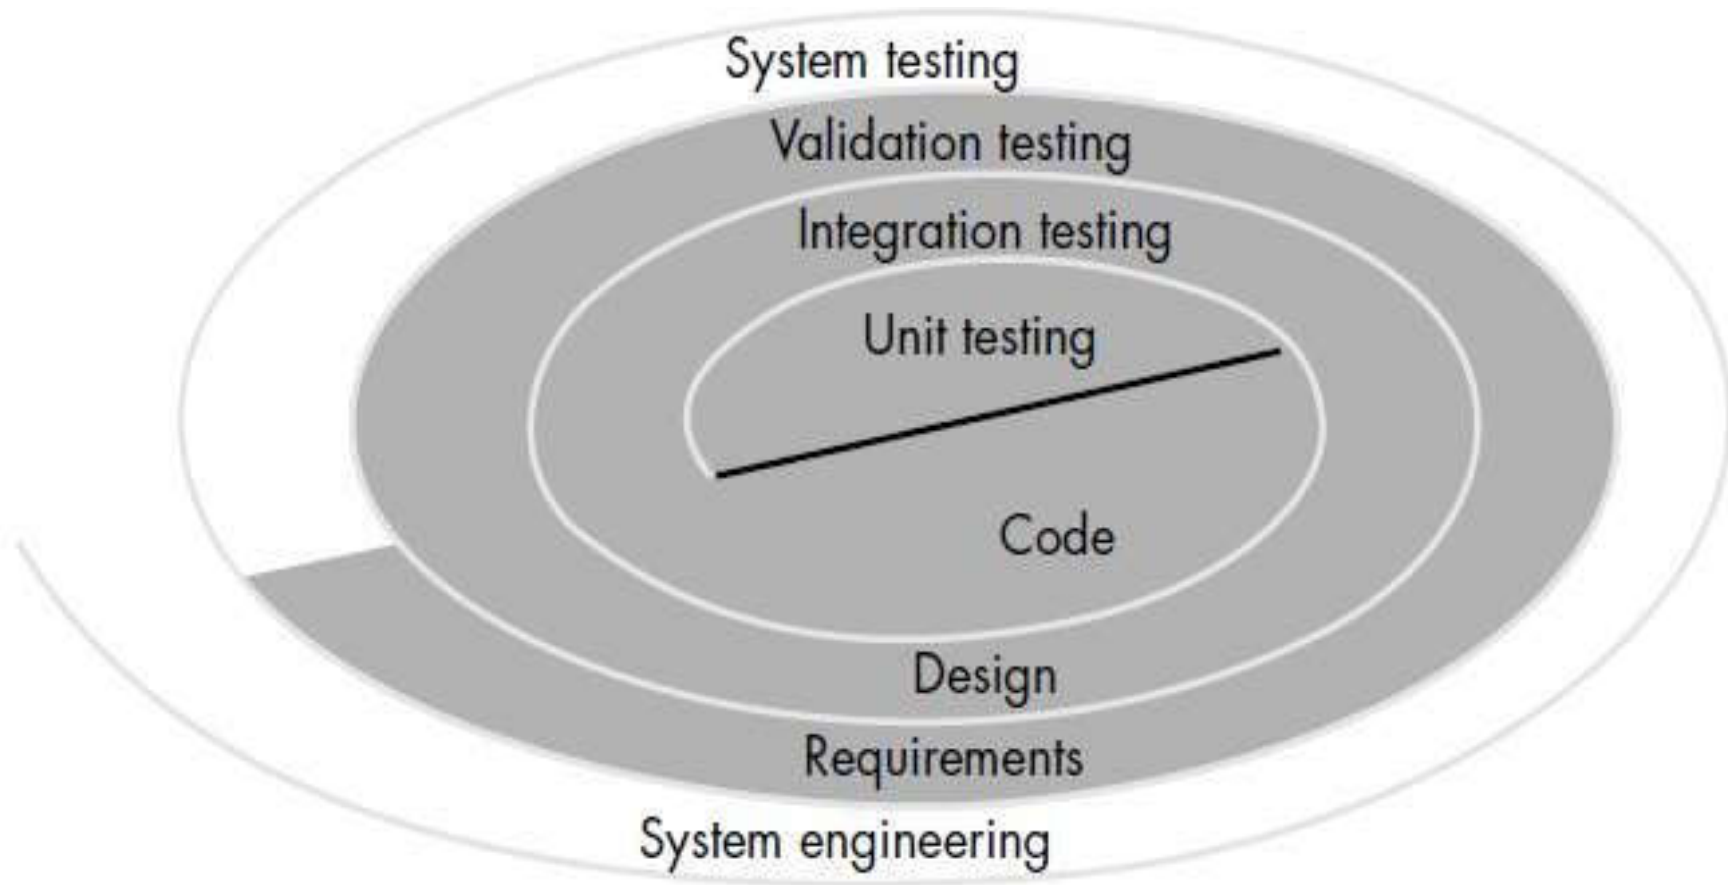 System testing
Validation testing
Integration testing
Unit testing
Code
Design
Requirements
System engineering